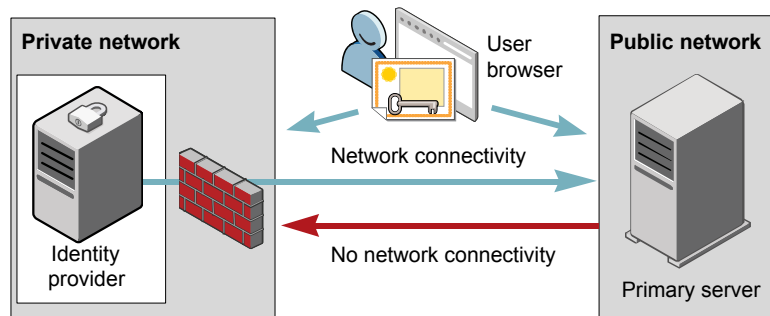 Private network
User
browser
Public network
Network connectivity
Identity
provider
No network connectivity
Primary server